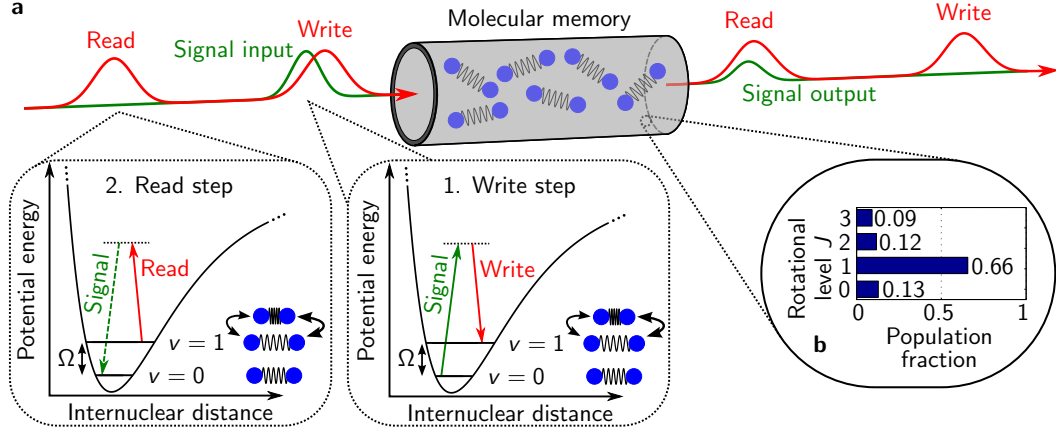 a
Read
Signal input
Write
Molecular memory
Read
Write
Signal output
2. Read step
Potential energy
Signal
Read
Ω
v = 1
v = 0
Internuclear distance
1. Write step
Potential energy
Signal
Write
Ω
v = 1
v = 0
Internuclear distance
b
Rotational
level J
3
2
1
0
0.09
0.12
0.66
0.13
0
0.5
1
Population
fraction